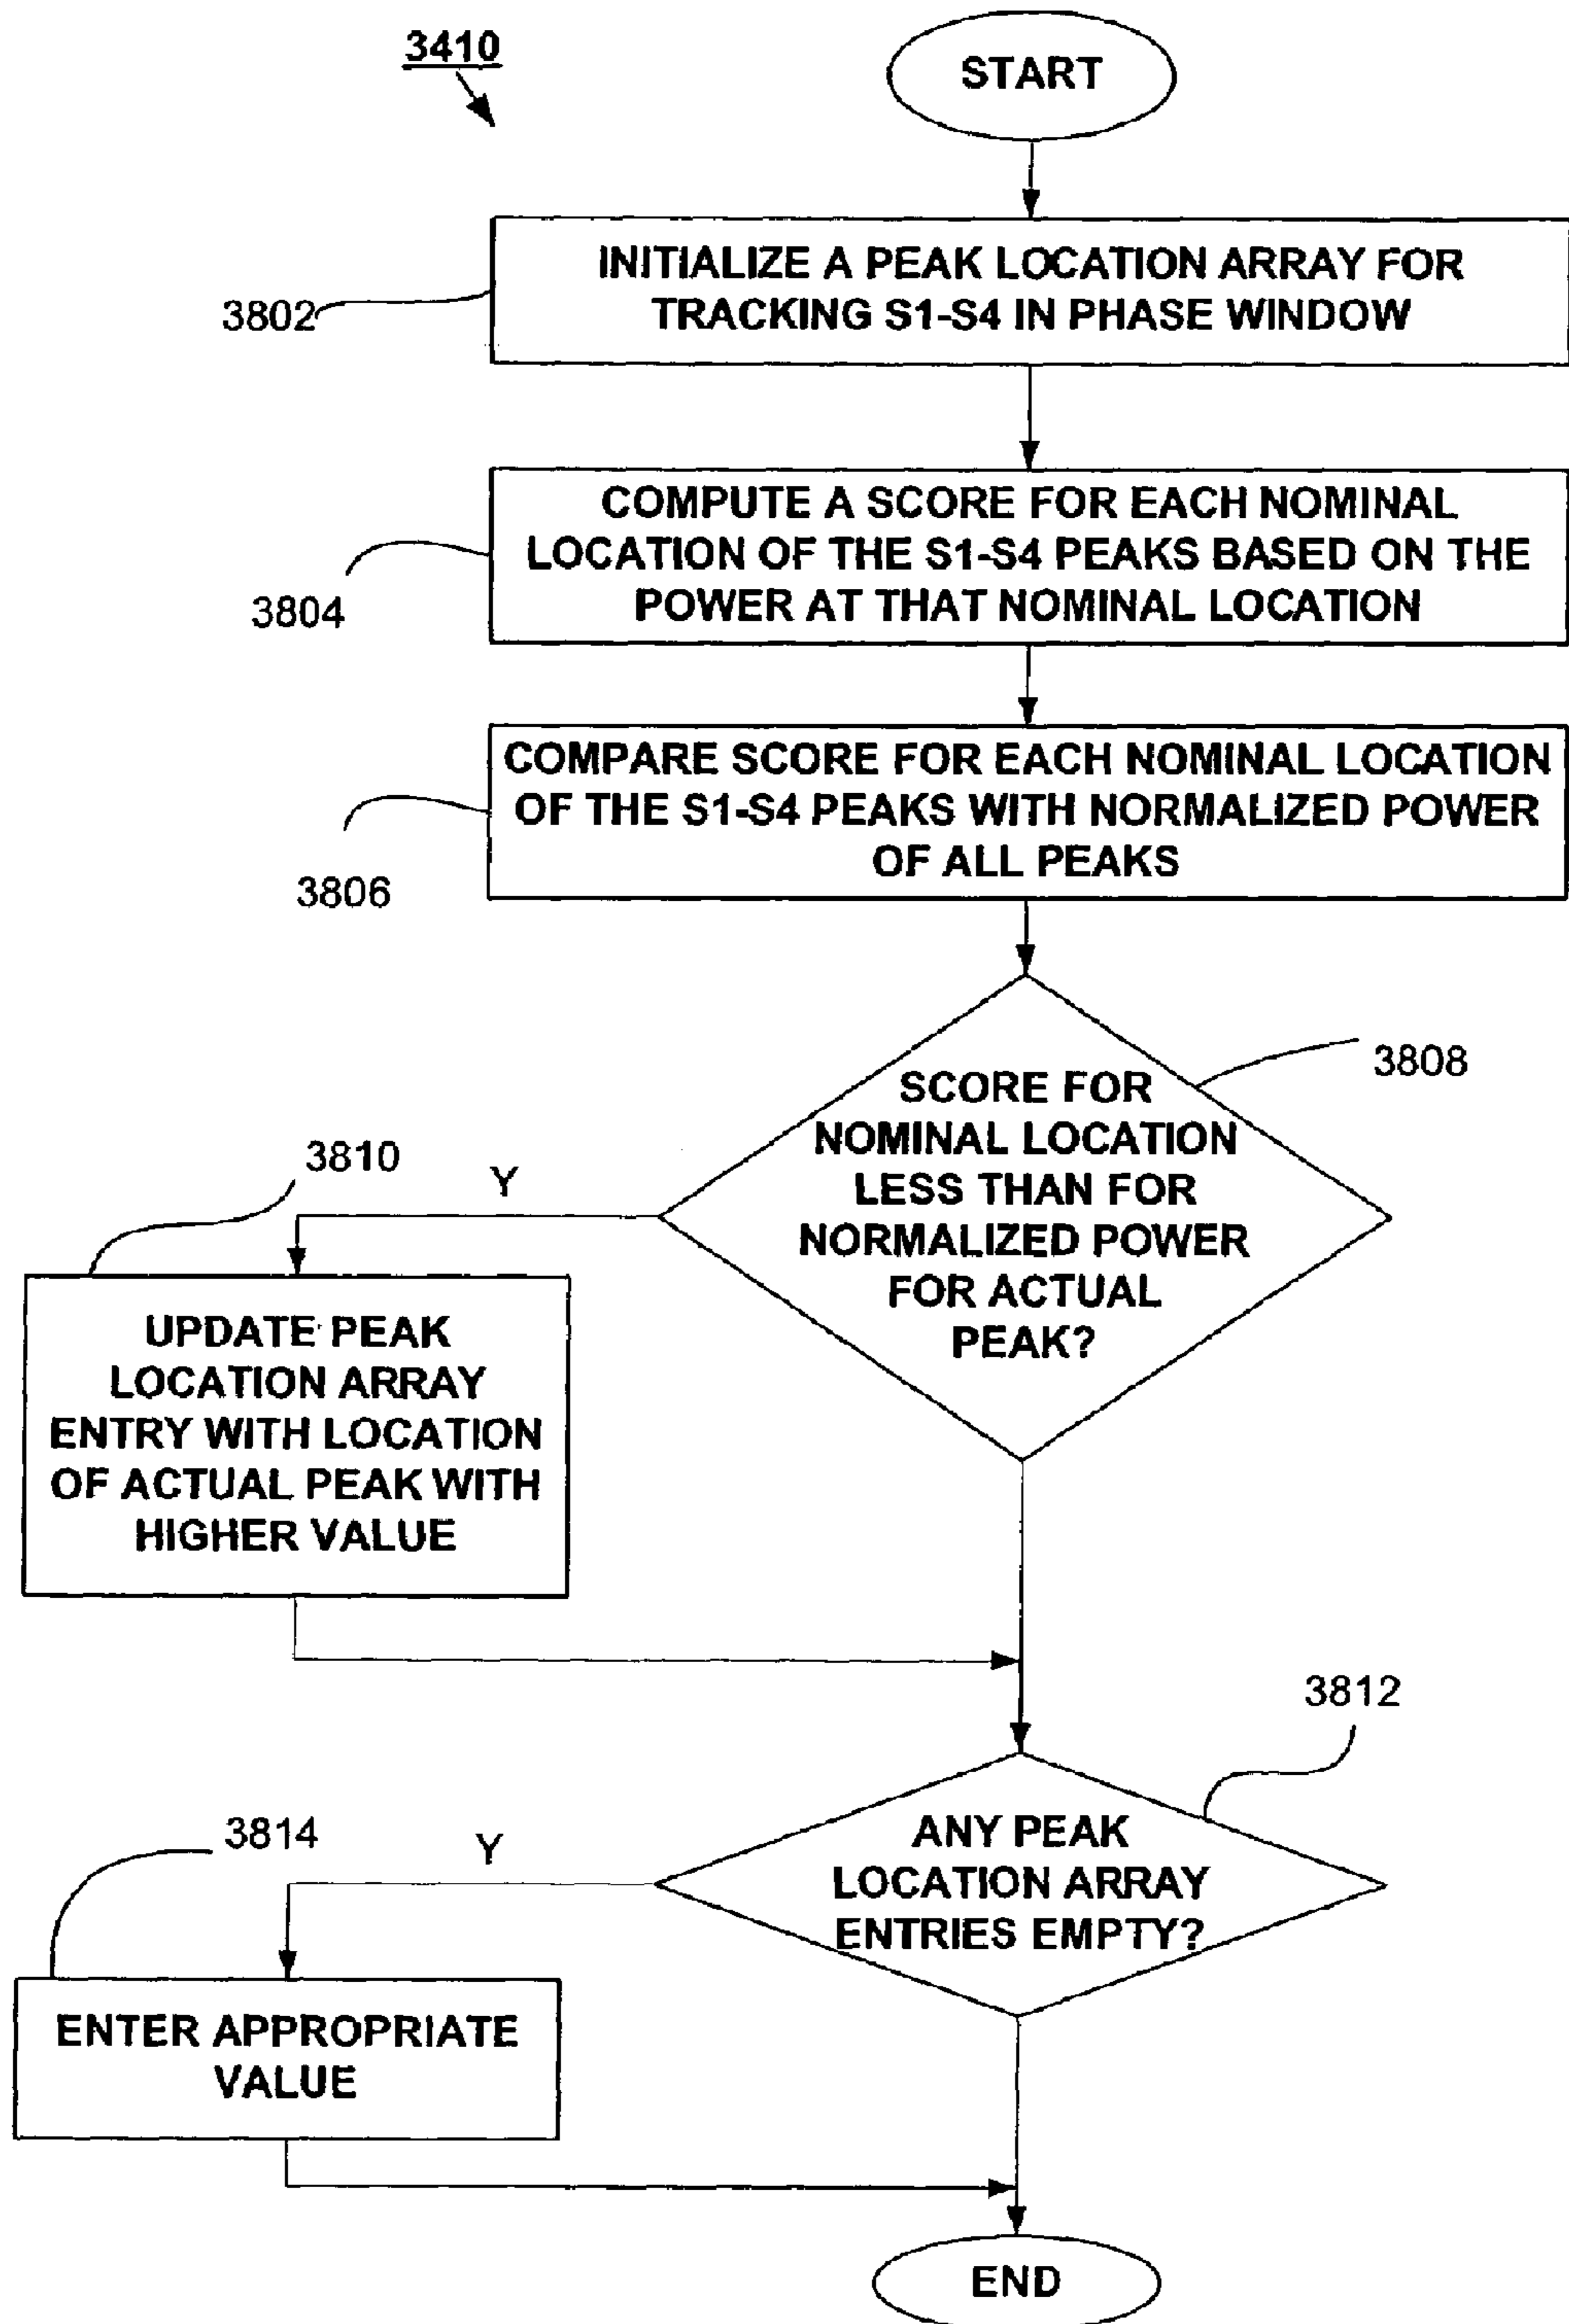 3410
START
INITIALIZE A PEAK LOCATION ARRAY FOR
TRACKING S1-S4 IN PHASE WINDOW
3802
COMPUTE A SCORE FOR EACH NOMINAL
LOCATION OF THE S1-S4 PEAKS BASED ON THE
POWER AT THAT NOMINAL LOCATION
3804
COMPARE SCORE FOR EACH NOMINAL LOCATION
OF THE S1-S4 PEAKS WITH NORMALIZED POWER
OF ALL PEAKS
3806
SCORE FOR
NOMINAL LOCATION
LESS THAN FOR
NORMALIZED POWER
FOR ACTUAL
PEAK?
3808
Y
3810
UPDATE PEAK
LOCATION ARRAY
ENTRY WITH LOCATION
OF ACTUAL PEAK WITH
HIGHER VALUE
3812
ANY PEAK
LOCATION ARRAY
ENTRIES EMPTY?
Y
3814
ENTER APPROPRIATE
VALUE
END